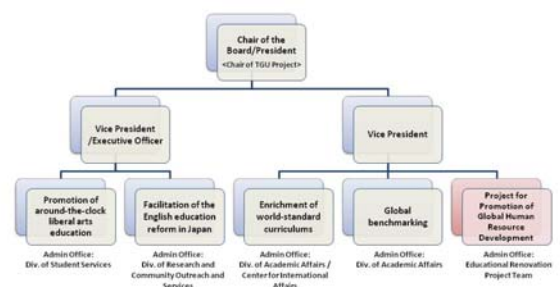 Chair of the
Board/President
<Chair of TGU Project>
Vice President
/Executive Officer
Vice President
Promotion of
around-the-clock
liberal arts
education
Facilitation of the
English education
reform in Japan
Enrichment of
world-standard
curriculums
Global
benchmarking
Project for
Promotion of
Global Human
Resource
Development
Admin Office:
Div. of Student Services
Admin Office:
Div. of Research and
Community Outreach and
Services
Admin Office:
Div. of Academic Affairs /
Center for International
Affairs
Admin Office:
Div. of Academic Affairs
Admin Office:
Educational Renovation
Project Team